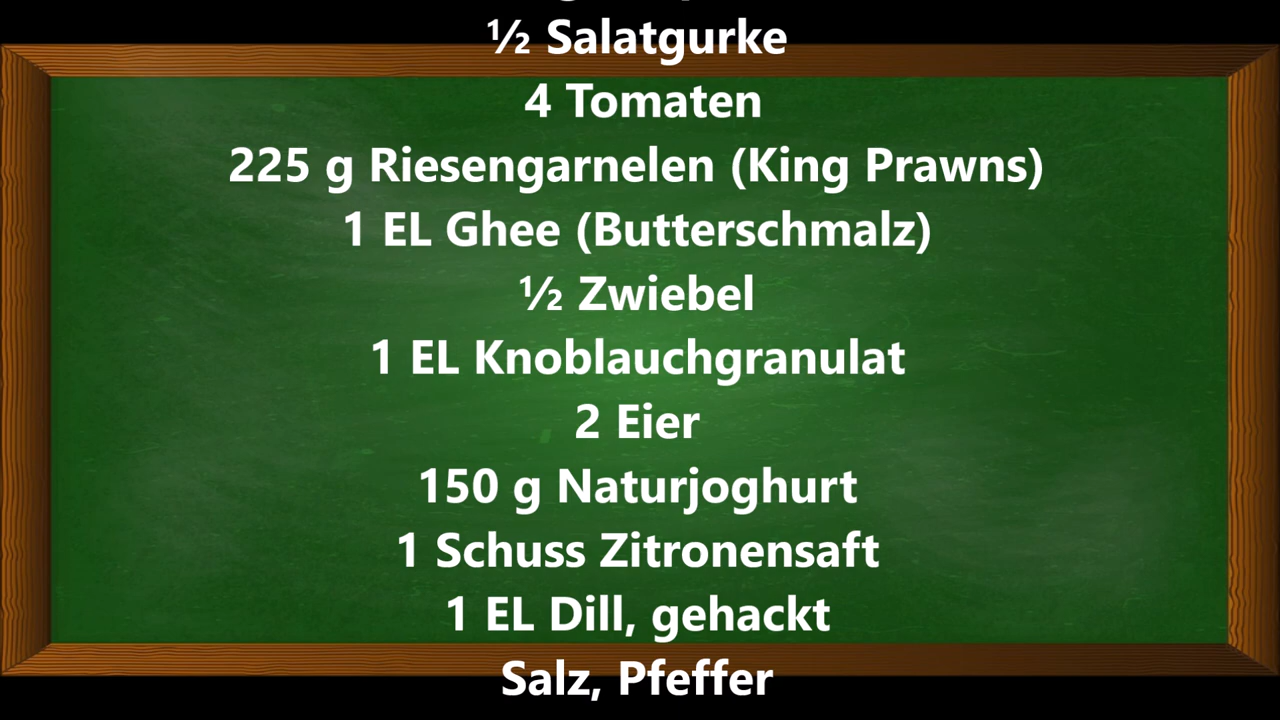 ½ Salatgurke
4 Tomaten
225 g Riesengarnelen (King Prawns)
1 EL Ghee (Butterschmalz)
½ Zwiebel
1 EL Knoblauchgranulat
2 Eier
150 g Naturjoghurt
1 Schuss Zitronensaft
1 EL Dill, gehackt
Salz, Pfeffer